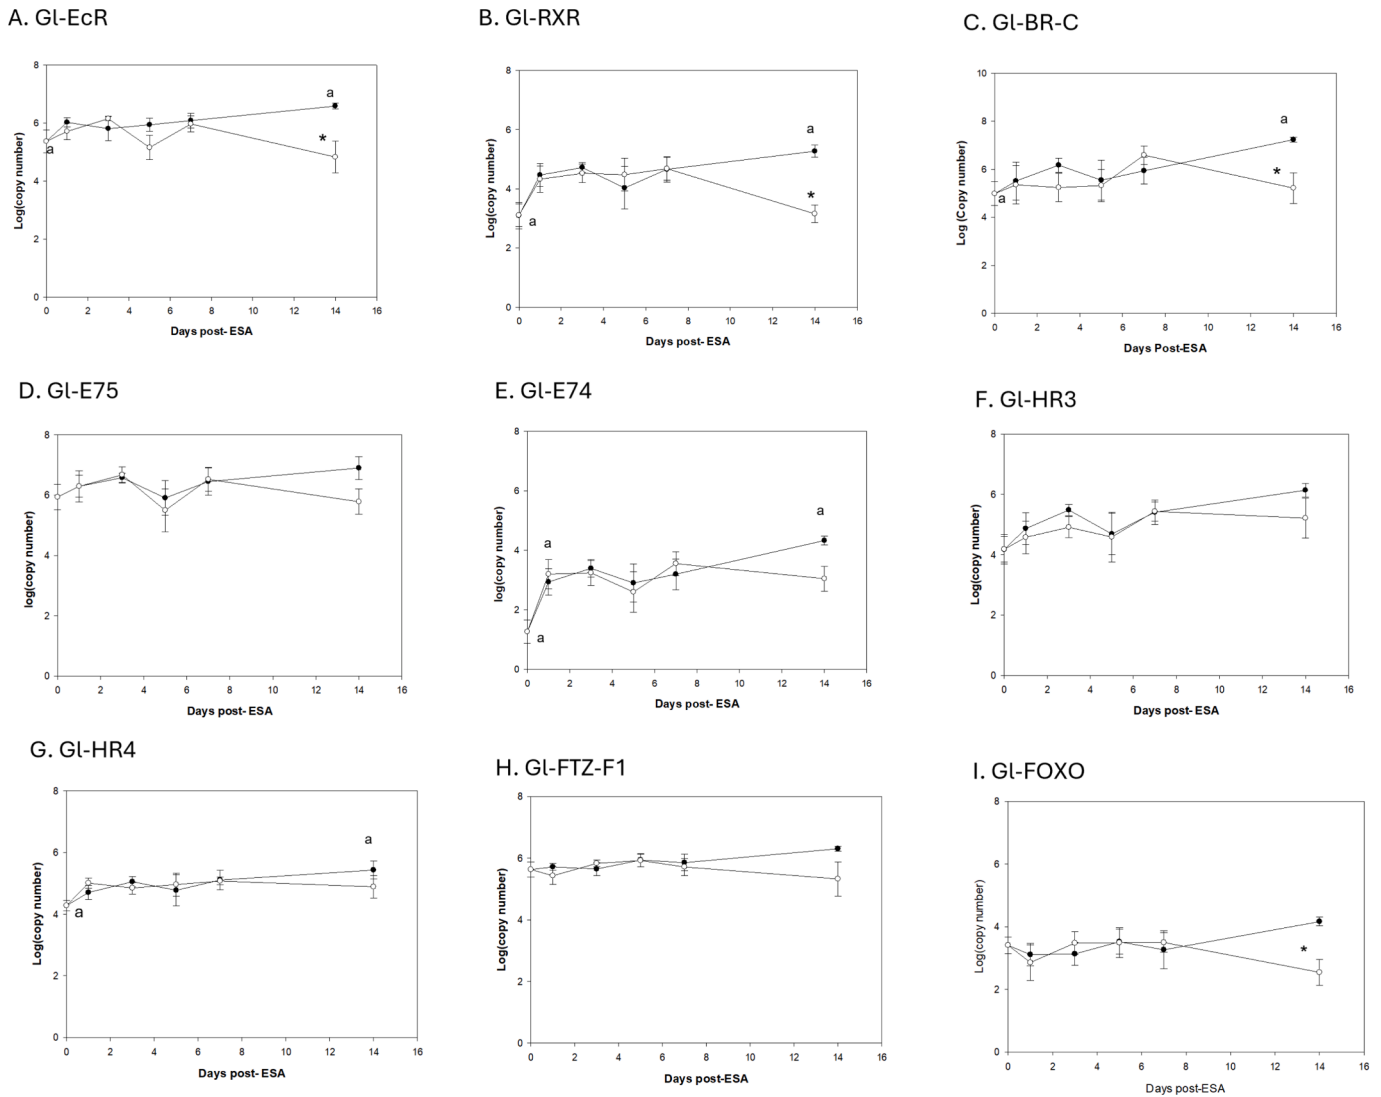 A. Gl-EcR
B. Gl-RXR
C. Gl-BR-C
8
6
4
2
0
Log(copy number)
a
a
*
0 2 4 6 8 10 12 14 16
Days post- ESA
8
6
4
2
0
Log(copy number)
a
a
*
0 2 4 6 8 10 12 14 16
Days post- ESA
10
8
6
4
2
0
Log (Copy number)
a
a
*
0 2 4 6 8 10 12 14 16
Days Post-ESA
D. Gl-E75
E. Gl-E74
F. Gl-HR3
8
6
4
2
0
log(copy number)
0 2 4 6 8 10 12 14 16
Days post- ESA
8
6
4
2
0
log(copy number)
a
a
a
0 2 4 6 8 10 12 14 16
Days post- ESA
8
6
4
2
0
Log(copy number)
0 2 4 6 8 10 12 14 16
Days post- ESA
G. Gl-HR4
H. Gl-FTZ-F1
I. Gl-FOXO
8
6
4
2
0
Log(copy number)
a
a
0 2 4 6 8 10 12 14 16
Days post- ESA
8
6
4
2
0
Log(copy number)
0 2 4 6 8 10 12 14 16
Days post-ESA
8
6
4
2
0
Log(copy number)
*
0 2 4 6 8 10 12 14 16
Days post-ESA